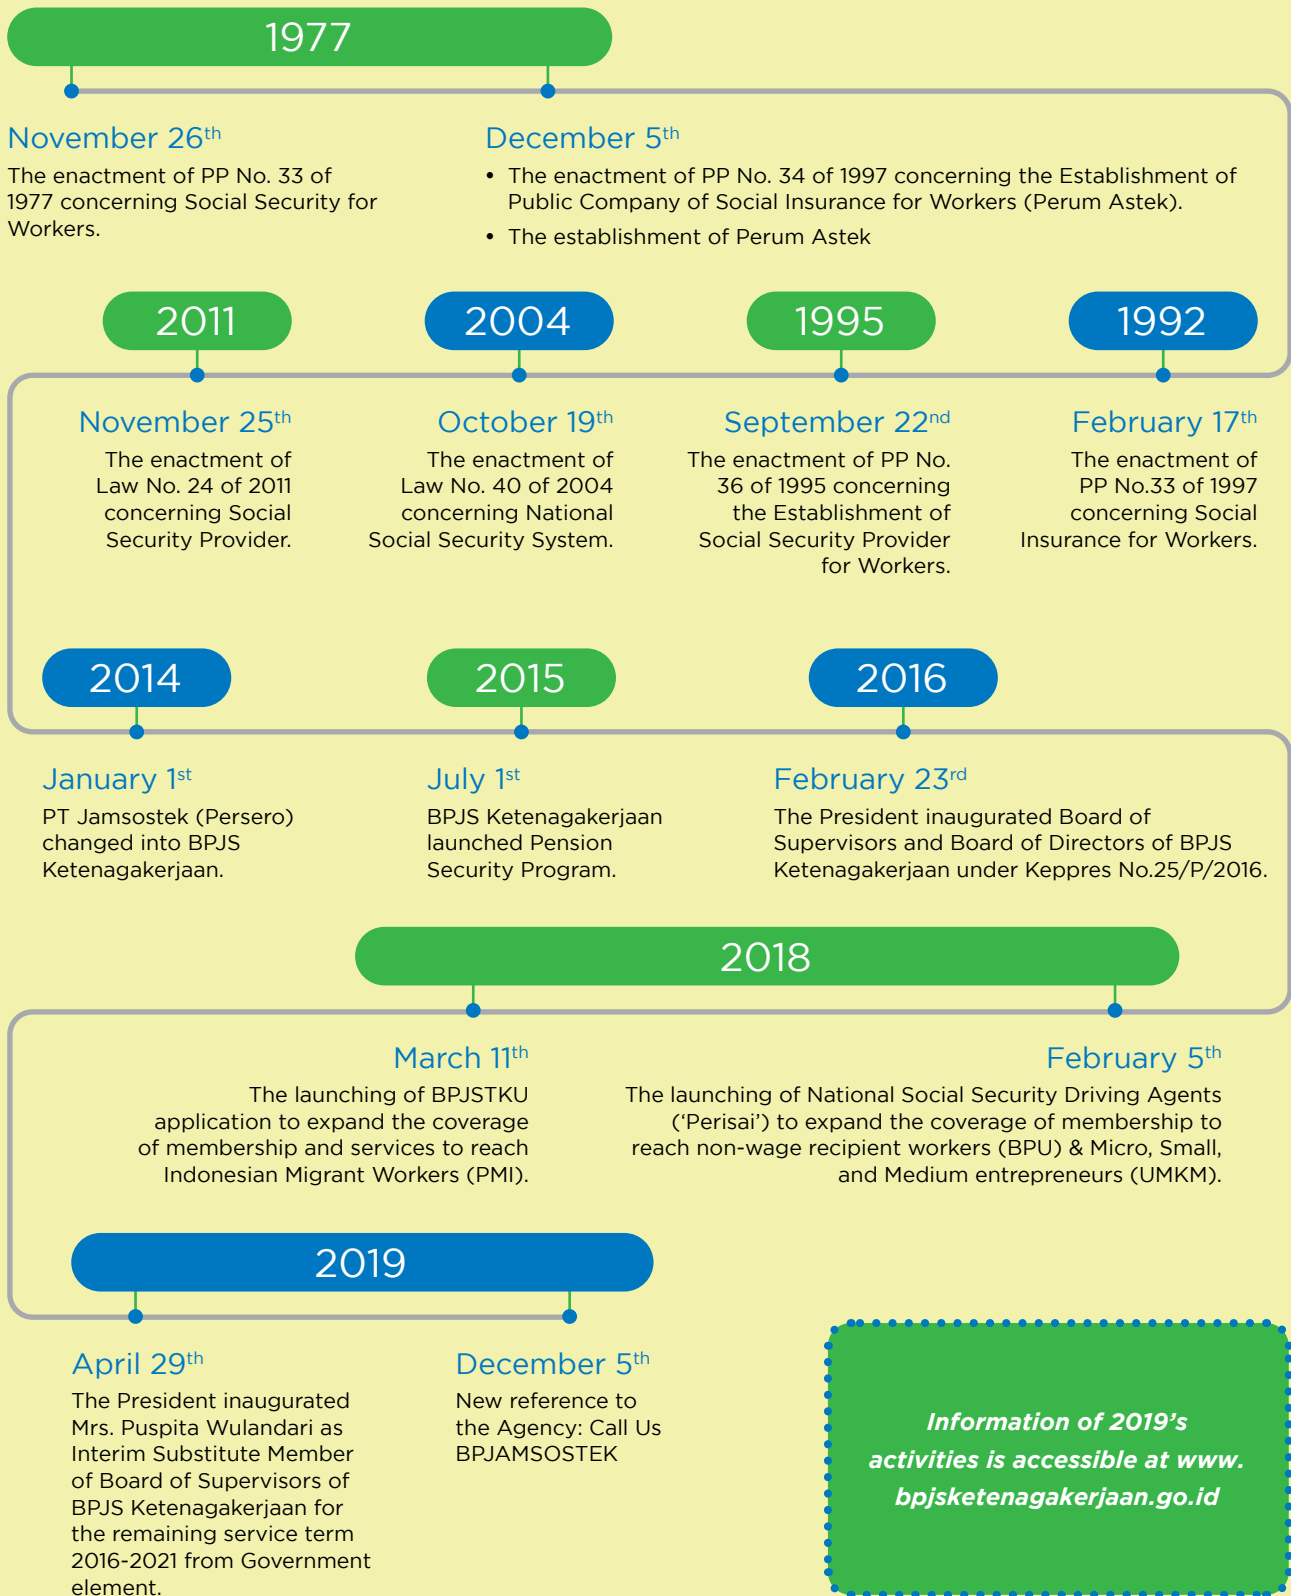 1977
November 26th
The enactment of PP No. 33 of
1977 concerning Social Security for
Workers.
December 5th
• The enactment of PP No. 34 of 1997 concerning the Establishment of
Public Company of Social Insurance for Workers (Perum Astek).
• The establishment of Perum Astek
1992
February 17th
The enactment of
PP No.33 of 1997
concerning Social
Insurance for Workers.
1995
September 22nd
The enactment of PP No.
36 of 1995 concerning
the Establishment of
Social Security Provider
for Workers.
2004
October 19th
The enactment of
Law No. 40 of 2004
concerning National
Social Security System.
2011
November 25th
The enactment of
Law No. 24 of 2011
concerning Social
Security Provider.
2014
January 1st
PT Jamsostek (Persero)
changed into BPJS
Ketenagakerjaan.
2015
July 1st
BPJS Ketenagakerjaan
launched Pension
Security Program.
2016
February 23rd
The President inaugurated Board of
Supervisors and Board of Directors of BPJS
Ketenagakerjaan under Keppres No.25/P/2016.
2018
February 5th
The launching of National Social Security Driving Agents
(‘Perisai’) to expand the coverage of membership to
reach non-wage recipient workers (BPU) & Micro, Small,
and Medium entrepreneurs (UMKM).
March 11th
The launching of BPJSTKU
application to expand the coverage
of membership and services to reach
Indonesian Migrant Workers (PMI).
2019
April 29th
The President inaugurated
Mrs. Puspita Wulandari as
Interim Substitute Member
of Board of Supervisors of
BPJS Ketenagakerjaan for
the remaining service term
2016-2021 from Government
element.
December 5th
New reference to
the Agency: Call Us
BPJAMSOSTEK
Information of 2019’s
activities is accessible at www.
bpjsketenagakerjaan.go.id